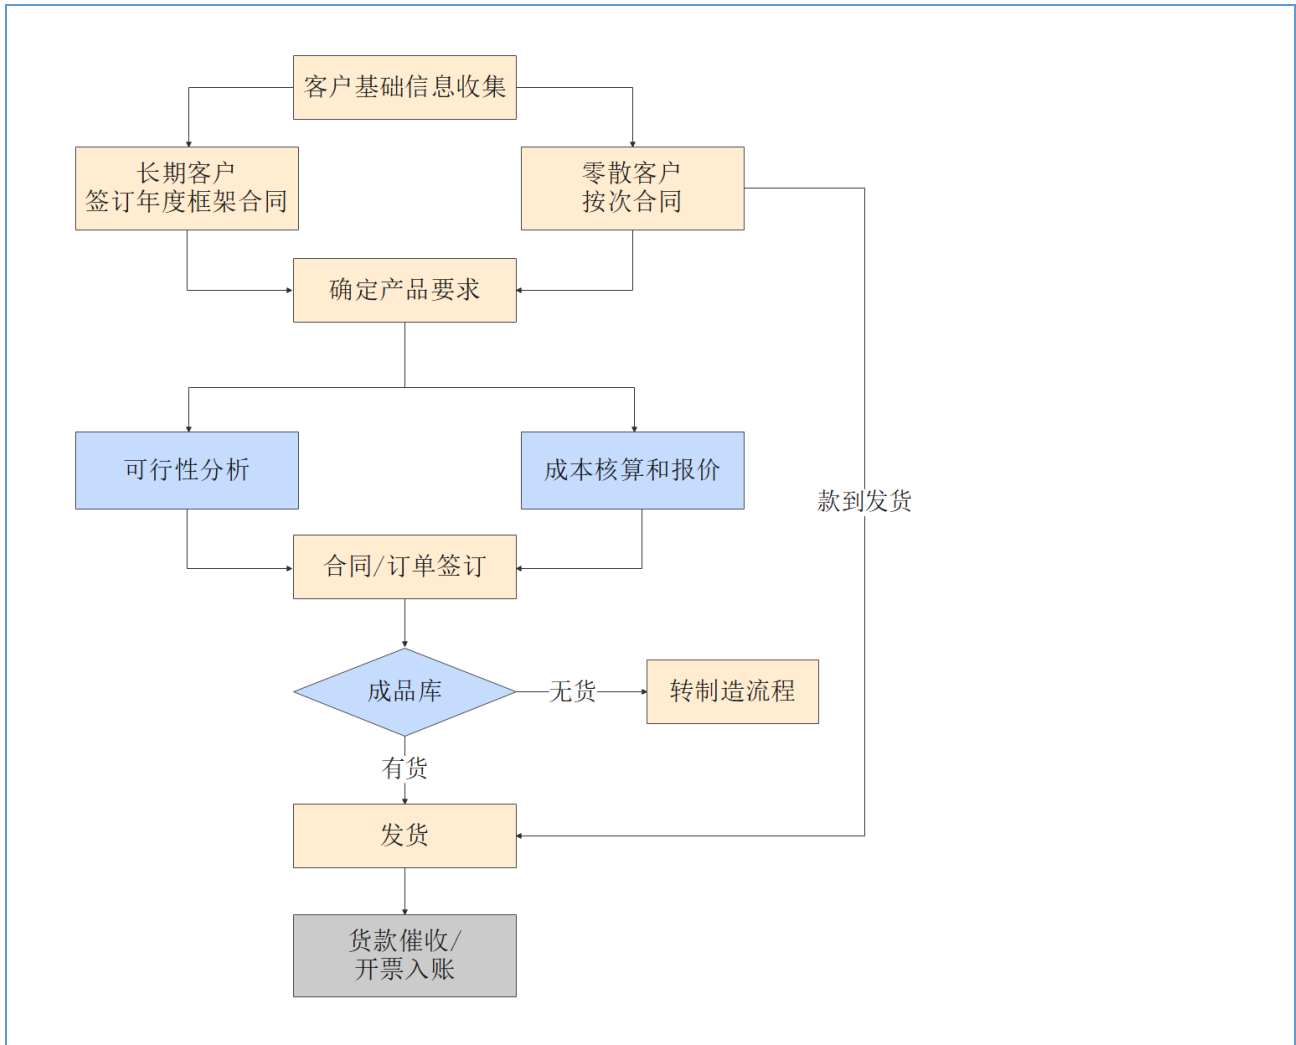 客户基础信息收集
长期客户
签订年度框架合同
零散客户
按次合同
确定产品要求
可行性分析
成本核算和报价
款到发货
合同/订单签订
成品库
无货
转制造流程
有货
发货
货款催收/
开票入账